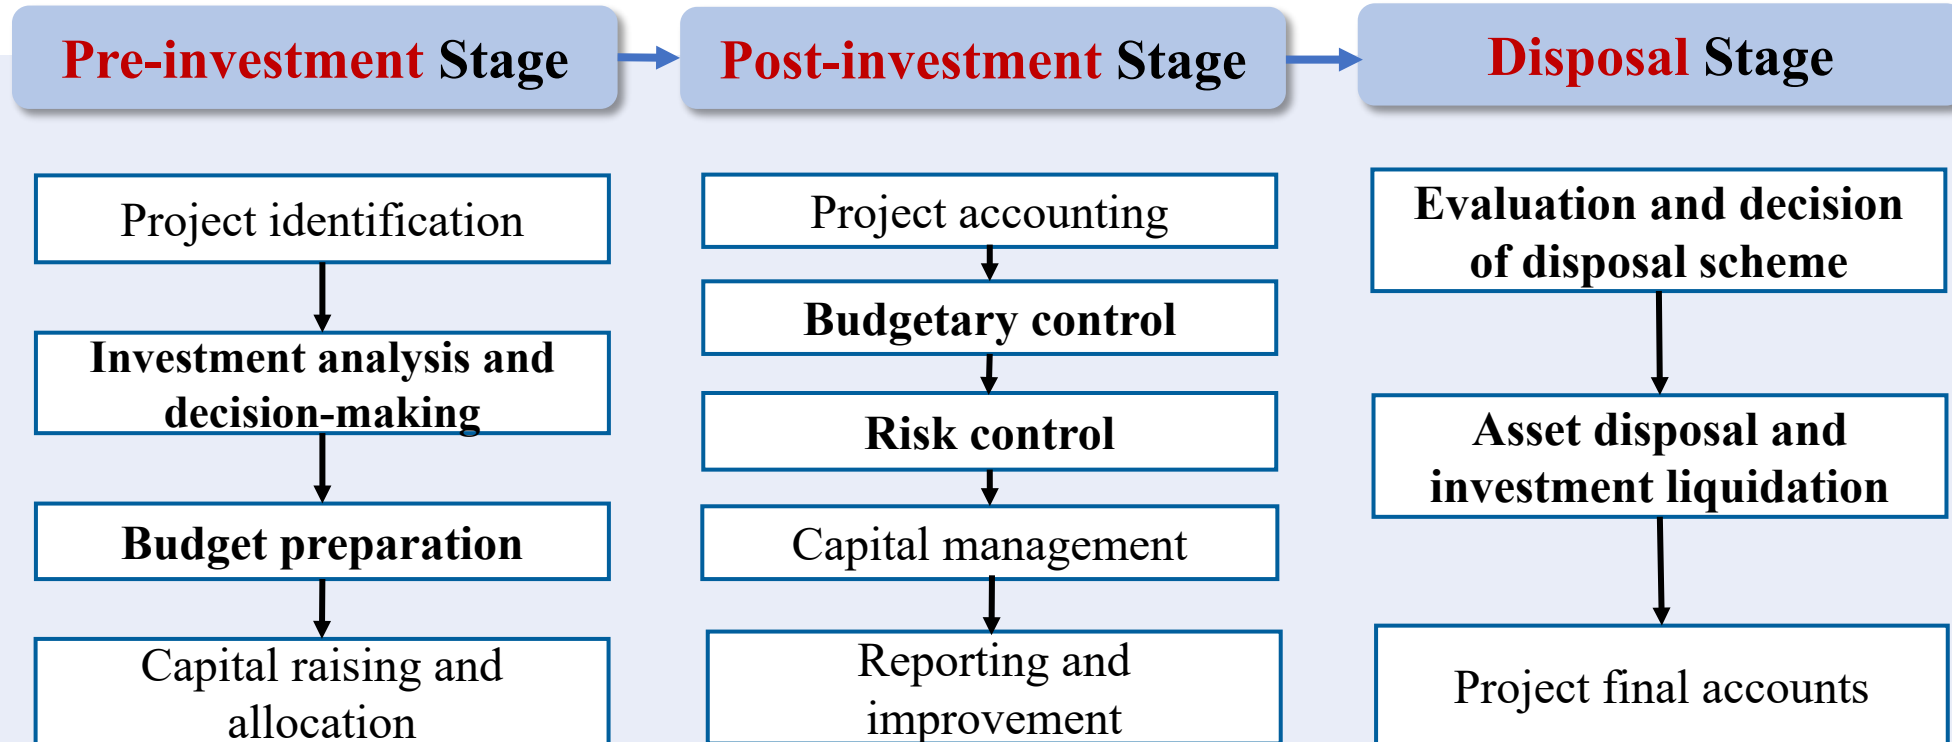 Pre-investment Stage
Post-investment Stage
Disposal Stage
Project identification
Investment analysis and
decision-making
Budget preparation
Capital raising and
allocation
Project accounting
Budgetary control
Risk control
Capital management
Reporting and
improvement
Evaluation and decision
of disposal scheme
Asset disposal and
investment liquidation
Project final accounts